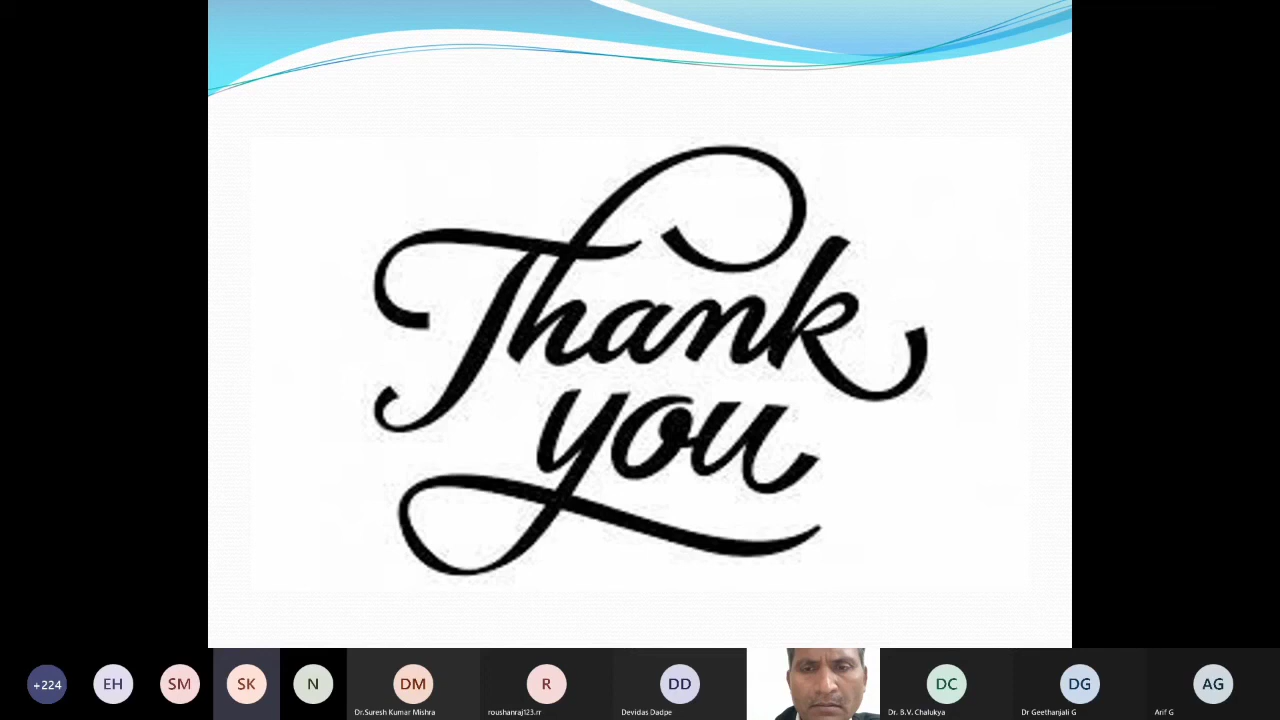 Thank
you
+224
EH
SM
SK
N
DM
R
DD
DC
DG
AG
Dr.Suresh Kumar Mishra
roushanraj123.rr
Devidas Dadpe
Dr. B.V. Chalukya
Dr Geethanjali G
Arif G